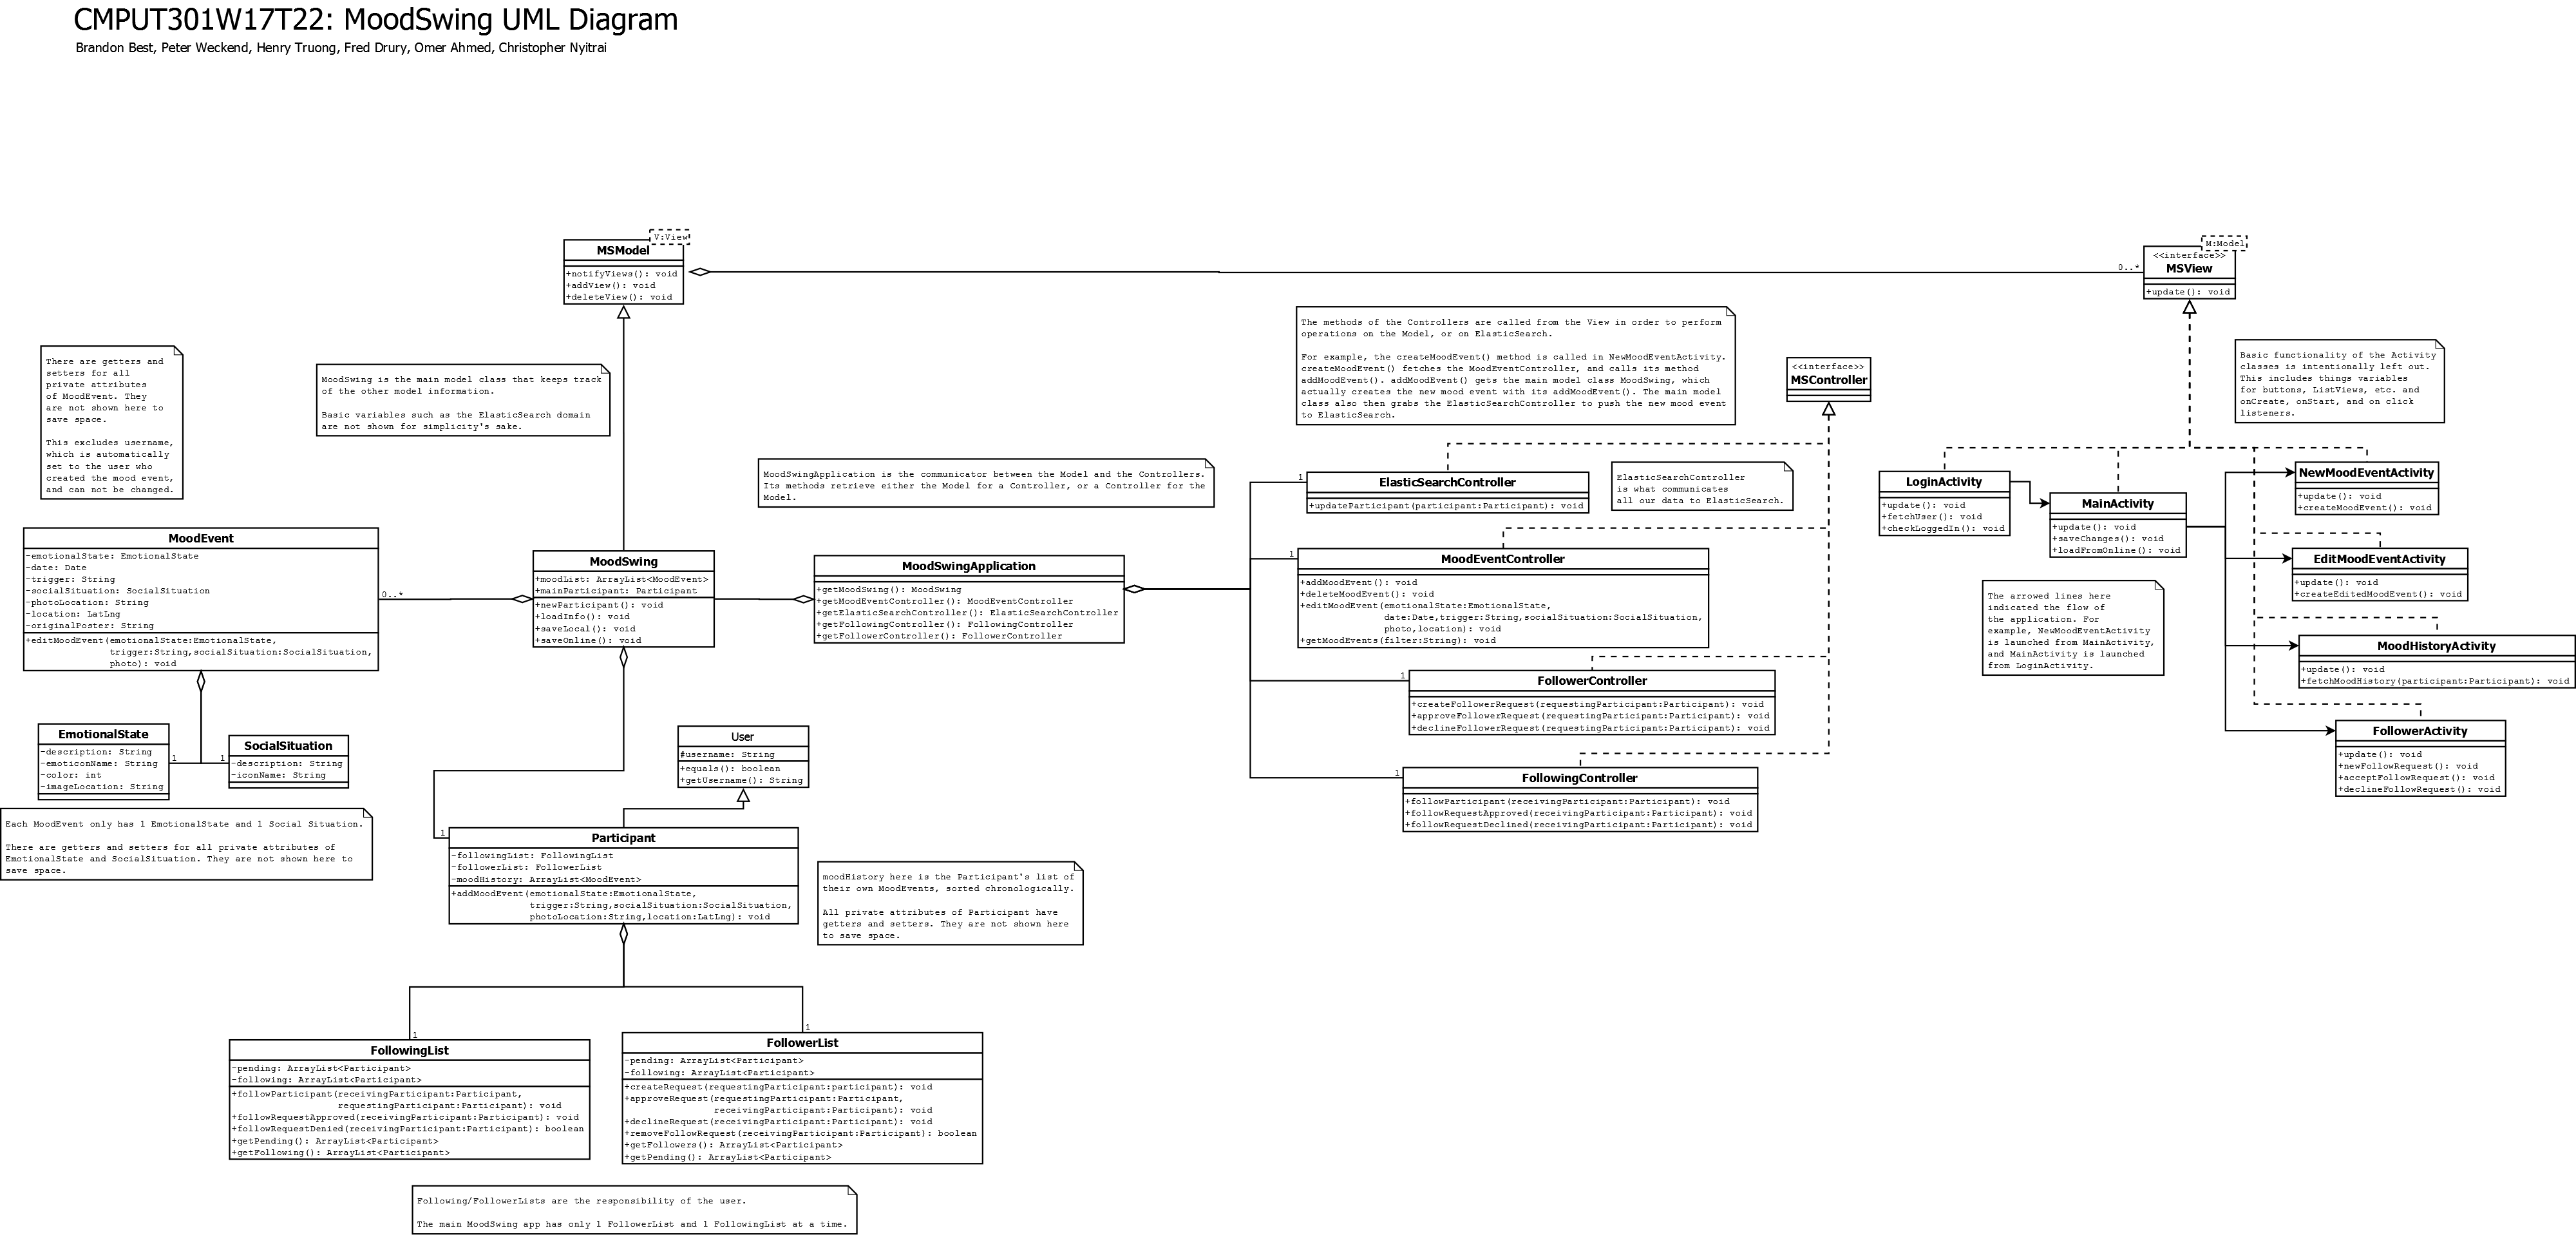 CMPUT301W17T22: MoodSwing UML Diagram
Brandon Best, Peter Weckend, Henry Truong, Fred Drury, Omer Ahmed, Christopher Nyitrai
V:View
MSModel
+notifyViews(): void
+addView(): void
+deleteView(): void
0..*
M:Model
<<interface>>
MSView
+update(): void
There are getters and
setters for all
private attributes
of MoodEvent. They
are not shown here to
save space.
This excludes username,
which is automatically
set to the user who
created the mood event,
and can not be changed.
MoodSwing is the main model class that keeps track
of the other model information.
Basic variables such as the ElasticSearch domain
are not shown for simplicity's sake.
The methods of the Controllers are called from the View in order to perform
operations on the Model, or on ElasticSearch.
For example, the createMoodEvent() method is called in NewMoodEventActivity.
createMoodEvent() fetches the MoodEventController, and calls its method
addMoodEvent(). addMoodEvent() gets the main model class MoodSwing, which
actually creates the new mood event with its addMoodEvent(). The main model
class also then grabs the ElasticSearchController to push the new mood event
to ElasticSearch.
<<interface>>
MSController
Basic functionality of the Activity
classes is intentionally left out.
This includes things variables
for buttons, ListViews, etc. and
onCreate, onStart, and on click
listeners.
MoodSwingApplication is the communicator between the Model and the Controllers.
Its methods retrieve either the Model for a Controller, or a Controller for the
Model.
1
ElasticSearchController
+updateParticipant(participant:Participant): void
ElasticSearchController
is what communicates
all our data to ElasticSearch.
LoginActivity
+update(): void
+fetchUser(): void
+checkLoggedIn(): void
MainActivity
+update(): void
+saveChanges(): void
+loadFromOnline(): void
NewMoodEventActivity
+update(): void
+createMoodEvent(): void
MoodEvent
-emotionalState: EmotionalState
-date: Date
-trigger: String
-socialSituation: SocialSituation
-photoLocation: String
-location: LatLng
-originalPoster: String
+editMoodEvent(emotionalState:EmotionalState,
trigger:String,socialSituation:SocialSituation,
photo): void
0..*
MoodSwing
+moodList: ArrayList<MoodEvent>
+mainParticipant: Participant
+newParticipant(): void
+loadInfo(): void
+saveLocal(): void
+saveOnline(): void
MoodSwingApplication
+getMoodSwing(): MoodSwing
+getMoodEventController(): MoodEventController
+getElasticSearchController(): ElasticSearchController
+getFollowingController(): FollowingController
+getFollowerController(): FollowerController
1
MoodEventController
+addMoodEvent(): void
+deleteMoodEvent(): void
+editMoodEvent(emotionalState:EmotionalState,
date:Date,trigger:String,socialSituation:SocialSituation,
photo,location): void
+getMoodEvents(filter:String): void
EditMoodEventActivity
+update(): void
+createEditedMoodEvent(): void
The arrowed lines here
indicated the flow of
the application. For
example, NewMoodEventActivity
is launched from MainActivity,
and MainActivity is launched
from LoginActivity.
MoodHistoryActivity
+update(): void
+fetchMoodHistory(participant:Participant): void
1
FollowerController
+createFollowerRequest(requestingParticipant:Participant): void
+approveFollowerRequest(requestingParticipant:Participant): void
+declineFollowerRequest(requestingParticipant:Participant): void
FollowerActivity
+update(): void
+newFollowRequest(): void
+acceptFollowRequest(): void
+declineFollowRequest(): void
EmotionalState
-description: String
-emoticonName: String
-color: int
-imageLocation: String
1
1
SocialSituation
-description: String
-iconName: String
User
#username: String
+equals(): boolean
+getUsername(): String
1
FollowingController
+followParticipant(receivingParticipant:Participant): void
+followRequestApproved(receivingParticipant:Participant): void
+followRequestDeclined(receivingParticipant:Participant): void
Each MoodEvent only has 1 EmotionalState and 1 Social Situation.
There are getters and setters for all private attributes of
EmotionalState and SocialSituation. They are not shown here to
save space.
1
Participant
-followingList: FollowingList
-followerList: FollowerList
-moodHistory: ArrayList<MoodEvent>
+addMoodEvent(emotionalState:EmotionalState,
trigger:String,socialSituation:SocialSituation,
photoLocation:String,location:LatLng): void
moodHistory here is the Participant's list of
their own MoodEvents, sorted chronologically.
All private attributes of Participant have
getters and setters. They are not shown here
to save space.
1
FollowingList
-pending: ArrayList<Participant>
-following: ArrayList<Participant>
+followParticipant(receivingParticipant:Participant,
requestingParticipant:Participant): void
+followRequestApproved(receivingParticipant:Participant): void
+followRequestDenied(receivingParticipant:Participant): boolean
+getPending(): ArrayList<Participant>
+getFollowing(): ArrayList<Participant>
1
FollowerList
-pending: ArrayList<Participant>
-following: ArrayList<Participant>
+createRequest(requestingParticipant:participant): void
+approveRequest(requestingParticipant:Participant,
receivingParticipant:Participant): void
+declineRequest(receivingParticipant:Participant): void
+removeFollowRequest(receivingParticipant:Participant): boolean
+getFollowers(): ArrayList<Participant>
+getPending(): ArrayList<Participant>
Following/FollowerLists are the responsibility of the user.
The main MoodSwing app has only 1 FollowerList and 1 FollowingList at a time.